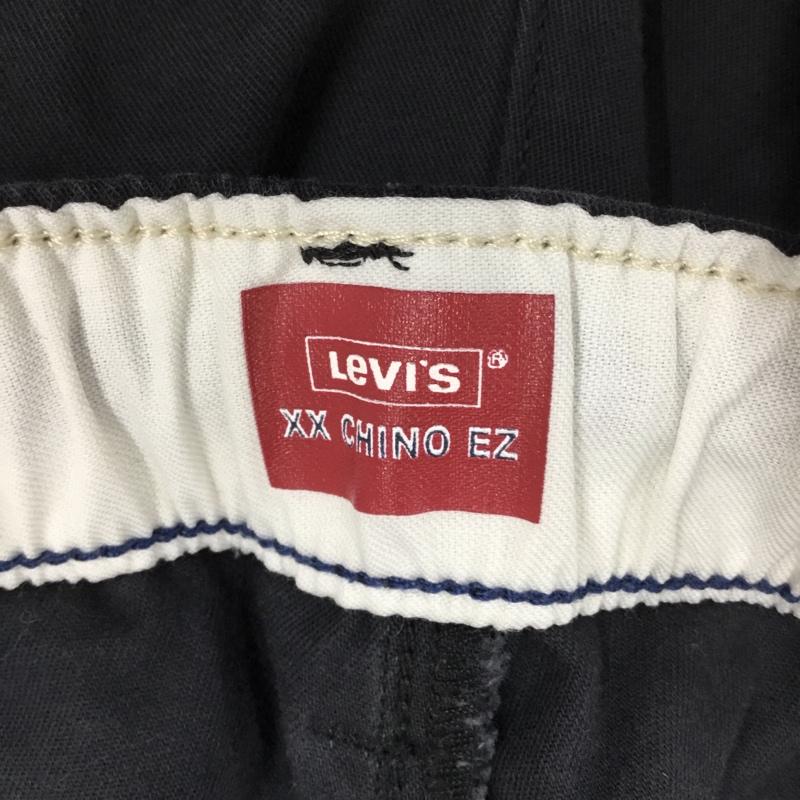 Levi's ®
XX CHINO EZ